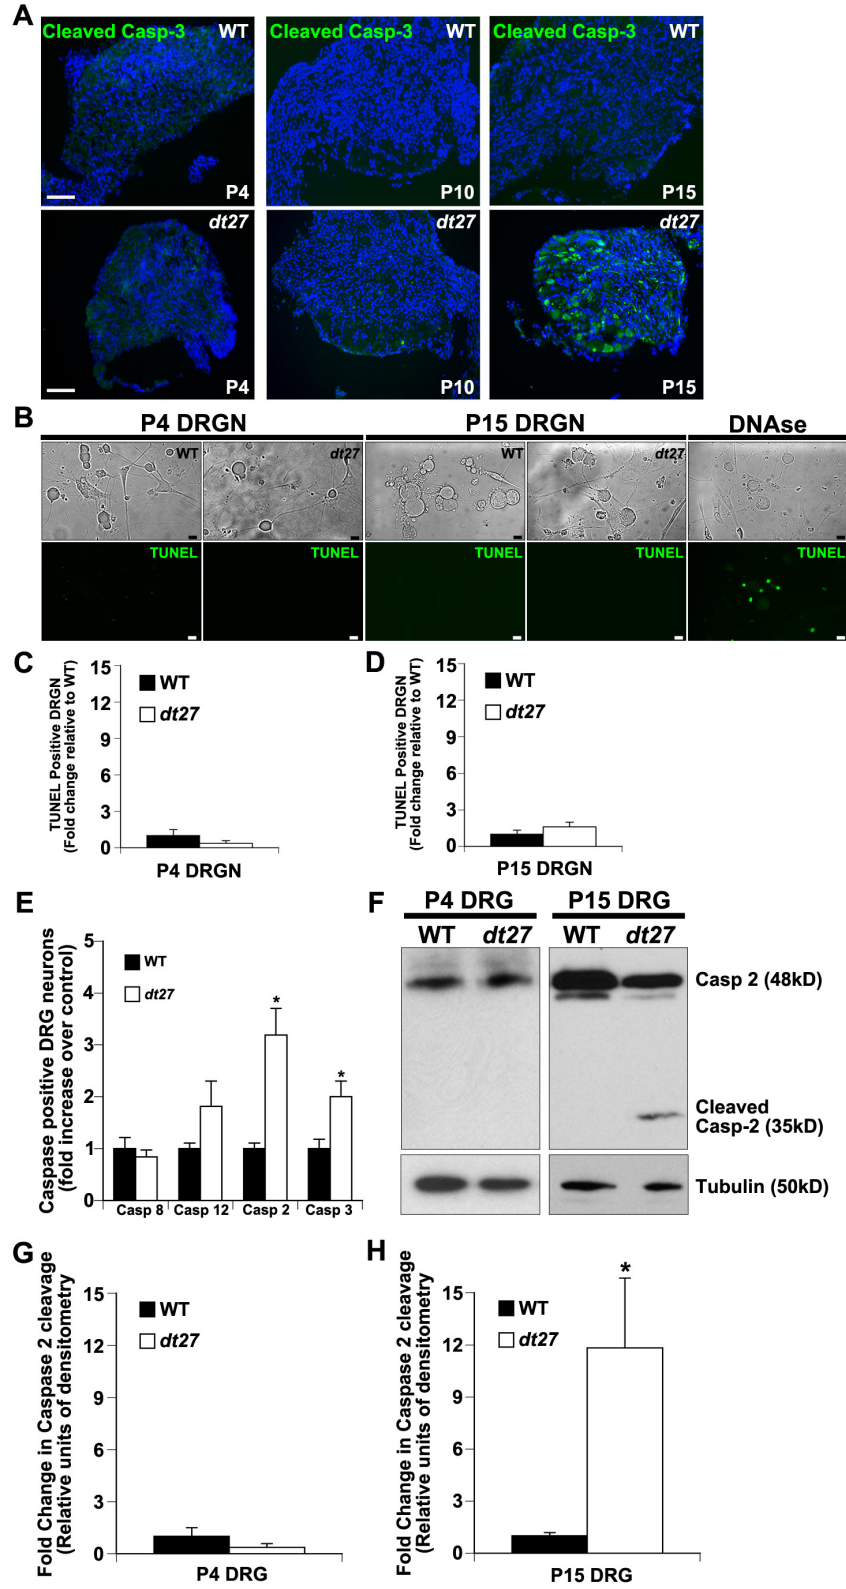 A
Cleaved Casp-3 WT
Cleaved Casp-3 WT
Cleaved Casp-3 WT
P4
P10
P15
dt27
dt27
dt27
P4
P10
P15
B
P4 DRGN
P15 DRGN
DNAse
WT
dt27
WT
dt27
TUNEL
TUNEL
TUNEL
TUNEL
TUNEL
C
TUNEL Positive DRGN
(Fold change relative to WT)
15
12
9
6
3
0
WT
dt27
P4 DRGN
D
TUNEL Positive DRGN
(Fold change relative to WT)
15
12
9
6
3
0
WT
dt27
P15 DRGN
E
Caspase positive DRG neurons
(fold increase over control)
5
4
3
2
1
0
WT
dt27
*
*
Casp 8
Casp 12
Casp 2
Casp 3
F
P4 DRG
P15 DRG
WT
dt27
WT
dt27
Casp 2 (48kD)
Cleaved
Casp-2 (35kD)
Tubulin (50kD)
G
Fold Change in Caspase 2 cleavage
(Relative units of densitometry
15
12
9
6
3
0
WT
dt27
P4 DRG
H
Fold Change in Caspase 2 cleavage
(Relative units of densitometry
15
12
9
6
3
0
WT
dt27
*
P15 DRG